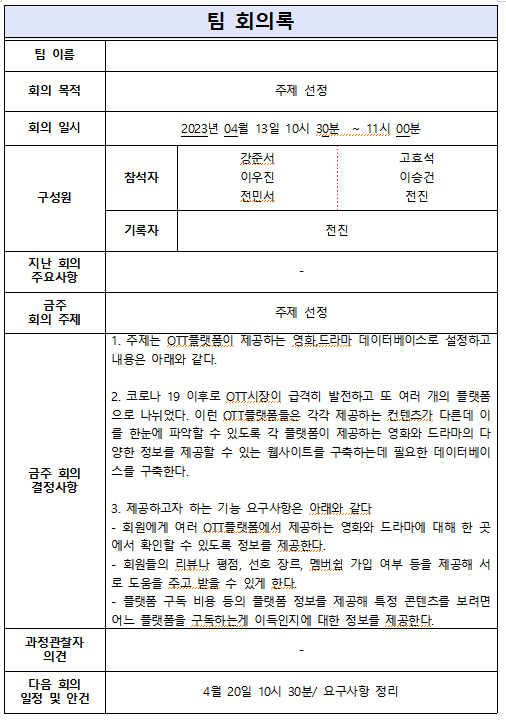 팀 회의록
팀 이름
회의 목적
주제 선정
회의 일시
2023년 04월 13일 10시 30분 ~ 11시 00분
구성원
참석자
강준서
이우진
전민서
고효석
이승건
전진
기록자
전진
지난 회의
주요사항
-
금주
회의 주제
주제 선정
금주 회의
결정사항
1. 주제는 OTT플랫폼이 제공하는 영화,드라마 데이터베이스로 설정하고
내용은 아래와 같다.
2. 코로나 19 이후로 OTT시장이 급격히 발전하고 또 여러 개의 플랫폼
으로 나뉘었다. 이런 OTT플랫폼들은 각각 제공하는 컨텐츠가 다른데 이
를 한눈에 파악할 수 있도록 각 플랫폼이 제공하는 영화와 드라마의 다
양한 정보를 제공할 수 있는 웹사이트를 구축하는데 필요한 데이터베이
스를 구축한다.
3. 제공하고자 하는 기능 요구사항은 아래와 같다
- 회원에게 여러 OTT플랫폼에서 제공하는 영화와 드라마에 대해 한 곳
에서 확인할 수 있도록 정보를 제공한다.
- 회원들의 리뷰나 평점, 선호 장르, 멤버쉽 가입 여부 등을 제공해 서
로 도움을 주고 받을 수 있게 한다.
- 플랫폼 구독 비용 등의 플랫폼 정보를 제공해 특정 콘텐츠를 보려면
어느 플랫폼을 구독하는게 이득인지에 대한 정보를 제공한다.
과정관찰자
의견
-
다음 회의
일정 및 안건
4월 20일 10시 30분/ 요구사항 정리